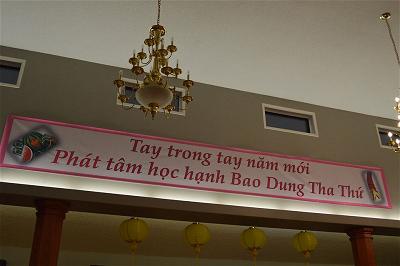 Tay trong tay năm mới
Phát tâm học hạnh Bao Dung Tha Thứ